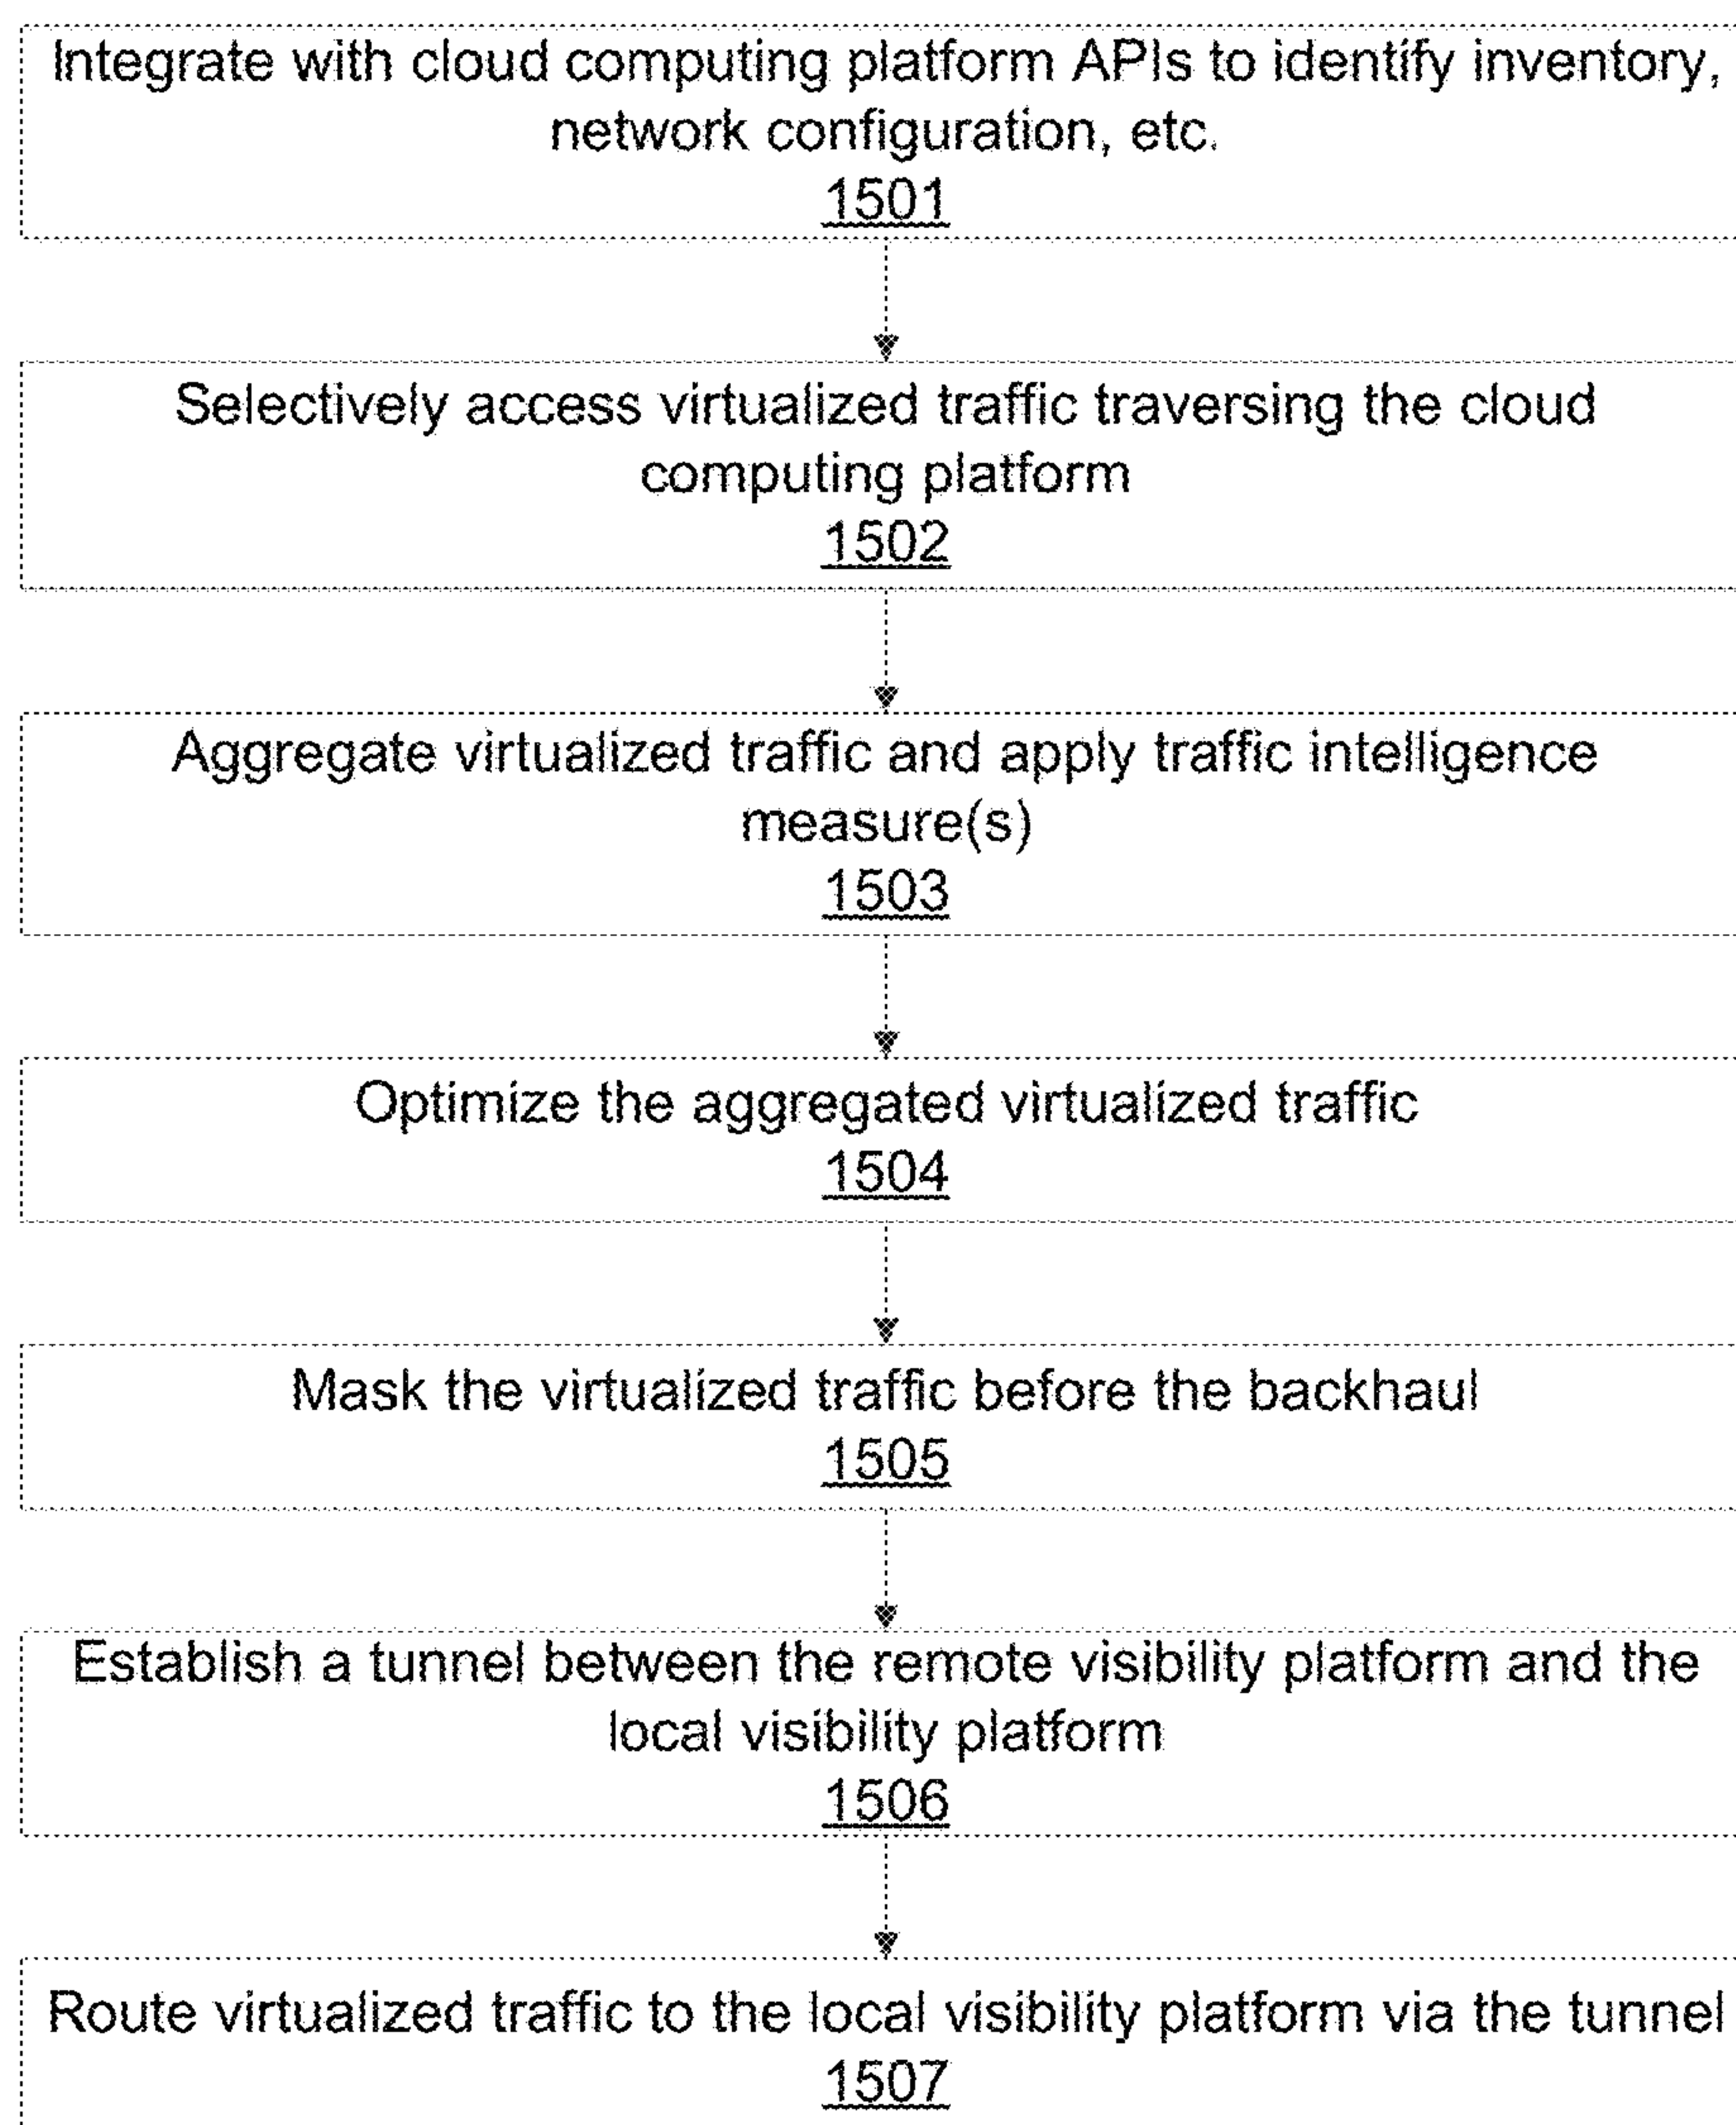 Integrate with cloud computing platform APIs to identify inventory,
network configuration, etc.
1501
Selectively access virtualized traffic traversing the cloud
computing platform
1502
Aggregate virtualized traffic and apply traffic intelligence
measure(s)
1503
Optimize the aggregated virtualized traffic
1504
Mask the virtualized traffic before the backhaul
1505
Establish a tunnel between the remote visibility platform and the
local visibility platform
1506
Route virtualized traffic to the local visibility platform via the tunnel
1507